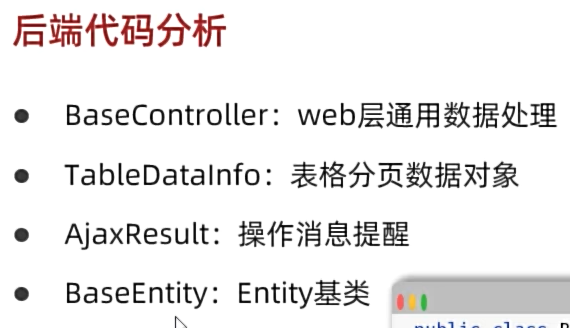 后端代码分析
BaseController：web层通用数据处理
TableDataInfo：表格分页数据对象
AjaxResult：操作消息提醒
BaseEntity：Entity基类